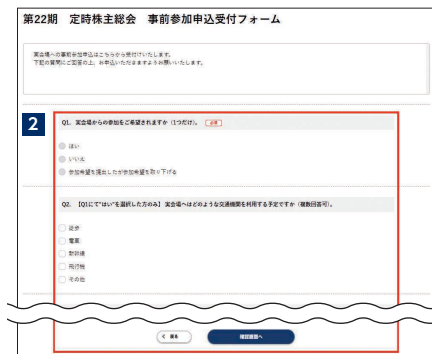 第22期 定時株主総会 事前参加申込受付フォーム
実会場への事前参加申込はこちらから受付けいたします。
下記の質問にご回答の上、お申込いただきますようお願いいたします。
2
Q1. 実会場からの参加をご希望されますか（1つだけ）。 必須
はい
いいえ
参加希望を提出したが参加希望を取り下げる
Q2. 【Q1にて"はい"を選択した方のみ】 実会場へはどのような交通機関を利用する予定ですか（複数回答可）。
徒歩
電車
新幹線
飛行機
その他
< 戻る
確認画面へ